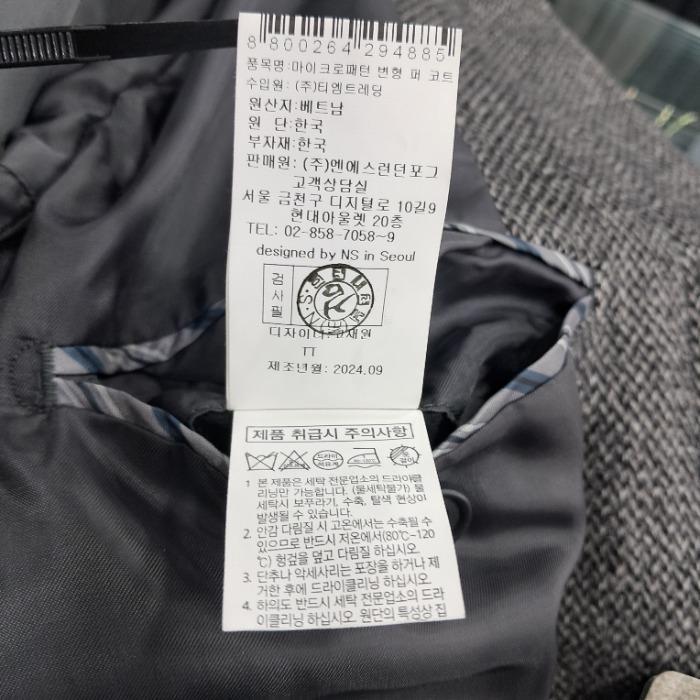 8 800264 294885
품목명:마이크로패턴 변형 퍼 코트
수입원: (주)티엠트레딩
원산지:베트남
원 단:한국
부자재:한국
판매원: (주)엔에스런던포그
고객상담실
서울 금천구 디지털로 10길9
현대아울렛 20층
TEL: 02-858-7058~9
designed by NS in Seoul
검
사
필
디자이너:
TT
제조년월: 2024.09
제품 취급시 주의사항
드라이
석유계
1 본 제품은 세탁 전문업소의 드라이클
리닝만 가능합니다. (물세탁불가) 물
세탁시 보푸라기, 수축, 탈색 현상이
발생될 수 있습니다.
2. 안감 다림질 시 고온에서는 수축될 수
있으므로 반드시 저온에서(80℃~120
℃) 헝겊을 덮고 다림질 하십시오.
3. 단추나 악세사리는 포장을 하거나 제
거한 후에 드라이클리닝 하십시오.
4. 하의도 반드시 세탁 전문업소의 드라
이클리닝 하십시오. 원단의 특성상 집